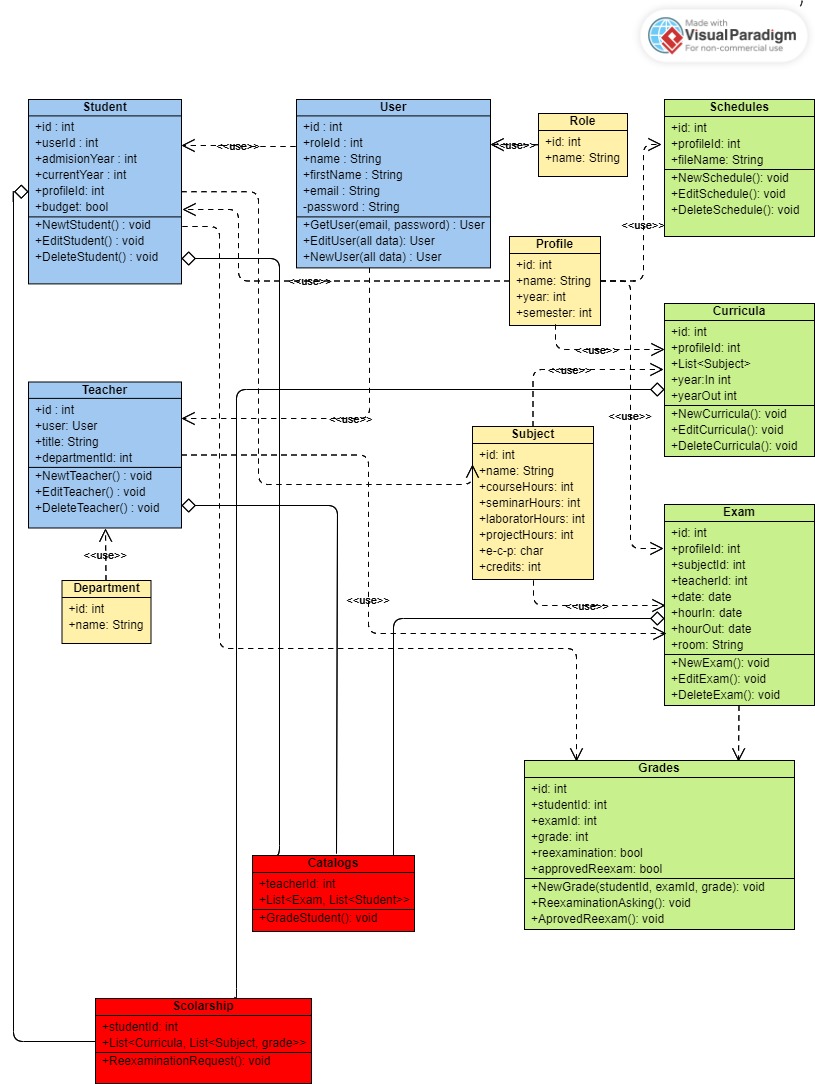 Made with
VisualParadigm
For non-commercial use
Student
+id : int
+userId : int
+admisionYear : int
+currentYear : int
+profileId: int
+budget: bool
+NewtStudent() : void
+EditStudent() : void
+DeleteStudent() : void
<<use>>
User
+id : int
+roleId : int
+name : String
+firstName : String
+email : String
-password : String
+GetUser(email, password) : User
+EditUser(all data): User
+NewUser(all data) : User
<<use>>
Role
+id: int
+name: String
Schedules
+id: int
+profileId: int
+fileName: String
+NewSchedule(): void
+EditSchedule(): void
+DeleteSchedule(): void
<<use>>
Profile
+id: int
+name: String
+year: int
+semester: int
<<use>>
Curricula
+id: int
+profileId: int
+List<Subject>
+year:In int
+yearOut int
+NewCurricula(): void
+EditCurricula(): void
+DeleteCurricula(): void
<<use>>
<<use>>
Teacher
+id : int
+user: User
+title: String
+departmentId: int
+NewtTeacher() : void
+EditTeacher() : void
+DeleteTeacher() : void
<<use>>
<<use>>
Subject
+id: int
+name: String
+courseHours: int
+seminarHours: int
+laboratorHours: int
+projectHours: int
+e-c-p: char
+credits: int
Exam
+id: int
+profileId: int
+subjectId: int
+teacherId: int
+date: date
+hourIn: date
+hourOut: date
+room: String
+NewExam(): void
+EditExam(): void
+DeleteExam(): void
<<use>>
Department
+id: int
+name: String
<<use>>
<<use>>
Grades
+id: int
+studentId: int
+examId: int
+grade: int
+reexamination: bool
+approvedReexam: bool
+NewGrade(studentId, examId, grade): void
+ReexaminationAsking(): void
+AprovedReexam(): void
Catalogs
+teacherId: int
+List<Exam, List<Student>>
+GradeStudent(): void
Scolarship
+studentId: int
+List<Curricula, List<Subject, grade>>
+ReexaminationRequest(): void